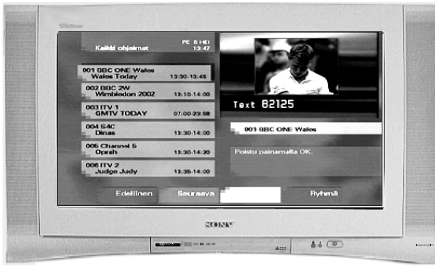 Kaikki ohjelmat
PE 5 HEI
13:47
001 BBC ONE Wales
Wales Today 13:30-13:45
002 BBC 2W
Wimbledon 2002 13:10-14:00
003 ITV 1
GMTV TODAY 07:00-23:58
004 S4C
Dinas 13:30-14:00
005 Channel 5
Oprah 13:30-14:20
006 ITV 2
Judge Judy 13:35-14:00
Text 82125
001 BBC ONE Wales
Poistu painamalla OK.
Edellinen Seuraava Ryhmä
SONY